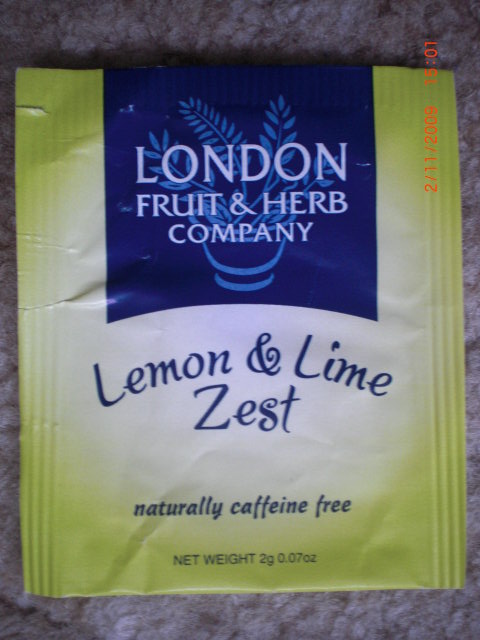 LONDON
FRUIT & HERB
COMPANY
Lemon & Lime
Zest
naturally caffeine free
NET WEIGHT 2g 0.07oz
2/11/2009 15:01